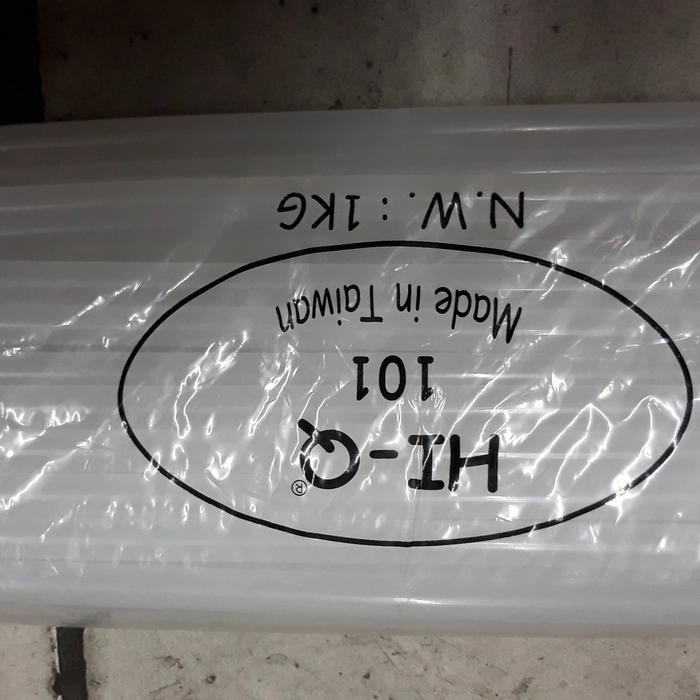 HI-Q®
101
Made in Taiwan
N.W.: 1KG